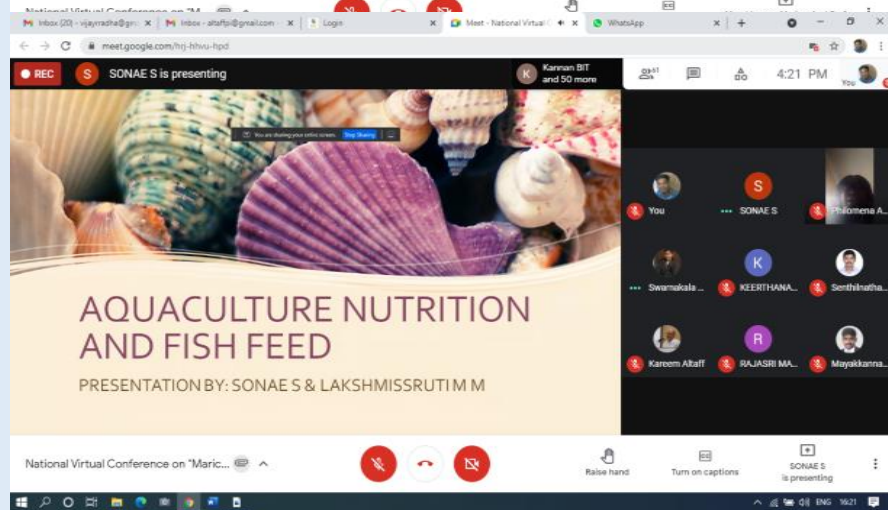 Inbox (20) - vijayrradha@gm
Inbox - altaffpi@gmail.com
Login
Meet - National Virtual C
WhatsApp
meet.google.com/hrj-hhvu-hpd
REC
S
SONAE S is presenting
K
Kannan BIT
and 50 more
61
4:21 PM
You
You are sharing your entire screen.
Stop Sharing
AQUACULTURE NUTRITION
AND FISH FEED
PRESENTATION BY: SONAE S & LAKSHMISSRUTI M M
You
S
SONAE S
Philomena A...
Swarnakala ...
K
KEERTHANA...
Senthilnatha...
Kareem Altaff
R
RAJASRI MA...
Mayakkanna...
National Virtual Conference on "Maric...
Raise hand
Turn on captions
SONAE S
is presenting
ENG
16:21